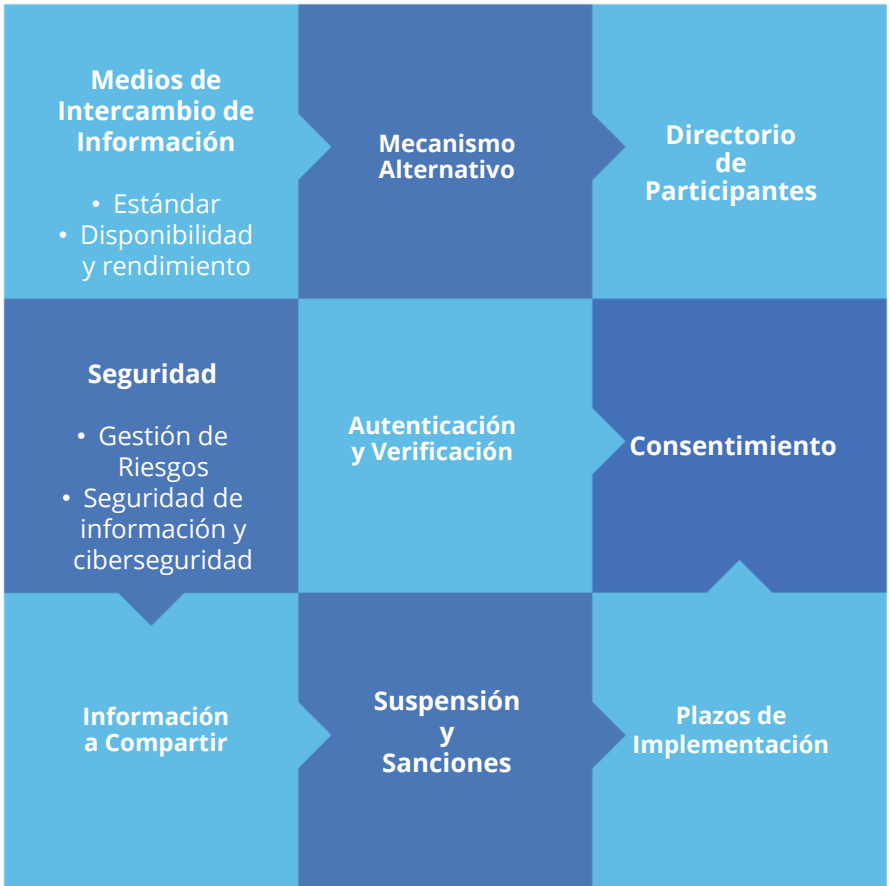 Medios de
Intercambio de
Información
• Estándar
• Disponibilidad
y rendimiento
Mecanismo
Alternativo
Directorio
de
Participantes
Seguridad
• Gestión de
Riesgos
• Seguridad de
información y
ciberseguridad
Autenticación
y Verificación
Consentimiento
Información
a Compartir
Suspensión
y
Sanciones
Plazos de
Implementación